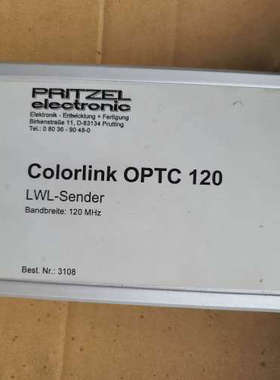 PRITZEL
electronic
Elektronik - Entwicklung + Fertigung
Birkenstraße 11, D-83134 Prutting
Tel.: 0 80 36 - 90 48-0
Colorlink OPTC 120
LWL-Sender
Bandbreite: 120 MHz
Best. Nr.: 3108